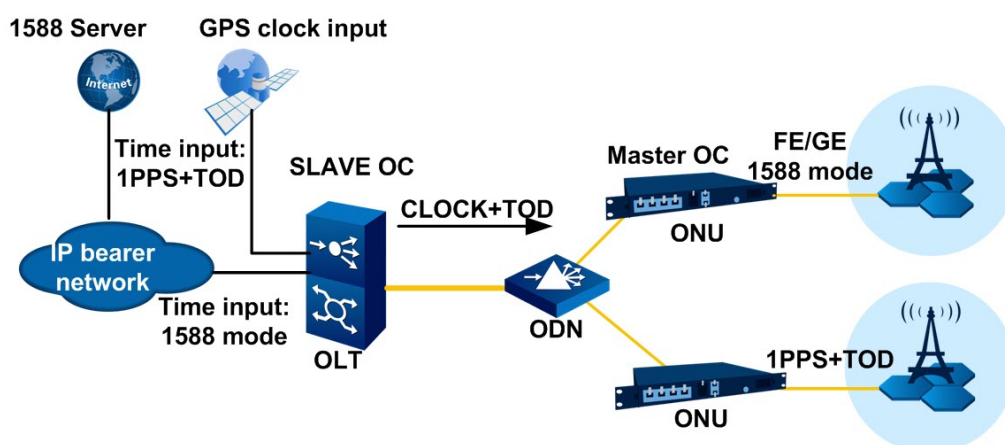 1588 Server
GPS clock input
Internet
Time input:
1PPS+TOD
SLAVE OC
CLOCK+TOD
Master OC
FE/GE
1588 mode
ONU
IP bearer
network
Time input:
1588 mode
OLT
ODN
1PPS+TOD
ONU